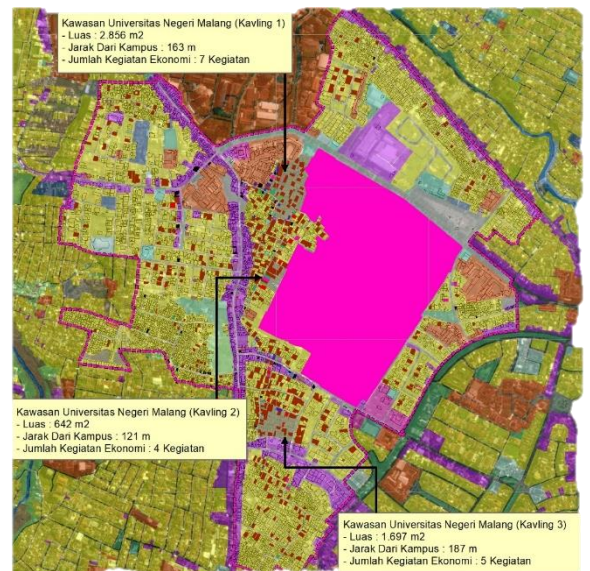 Kawasan Universitas Negeri Malang (Kavling 1)
- Luas : 2.856 m2
- Jarak Dari Kampus : 163 m
- Jumlah Kegiatan Ekonomi : 7 Kegiatan
Kawasan Universitas Negeri Malang (Kavling 2)
- Luas : 642 m2
- Jarak Dari Kampus : 121 m
- Jumlah Kegiatan Ekonomi : 4 Kegiatan
Kawasan Universitas Negeri Malang (Kavling 3)
- Luas : 1.697 m2
- Jarak Dari Kampus : 187 m
- Jumlah Kegiatan Ekonomi : 5 Kegiatan